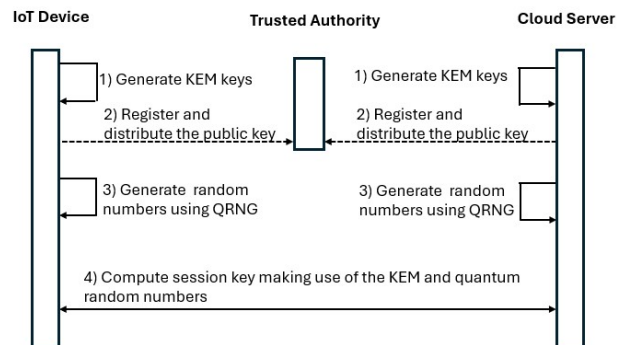 IoT Device
Trusted Authority
Cloud Server
1) Generate KEM keys
1) Generate KEM keys
2) Register and
distribute the public key
2) Register and
distribute the public key
3) Generate random
numbers using QRNG
3) Generate random
numbers using QRNG
4) Compute session key making use of the KEM and quantum
random numbers